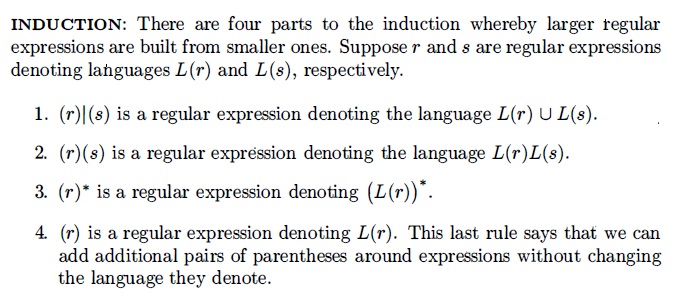 INDUCTION: There are four parts to the induction whereby larger regular
expressions are built from smaller ones. Suppose r and s are regular expressions
denoting languages L(r) and L(s), respectively.
1. (r)|(s) is a regular expression denoting the language L(r) ∪ L(s).
2. (r)(s) is a regular expression denoting the language L(r)L(s).
3. (r)* is a regular expression denoting (L(r))*.
4. (r) is a regular expression denoting L(r). This last rule says that we can
add additional pairs of parentheses around expressions without changing
the language they denote.